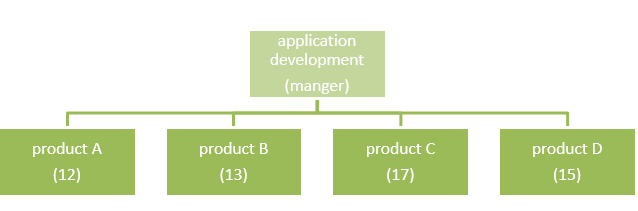 application
development
(manger)
product A
(12)
product B
(13)
product C
(17)
product D
(15)